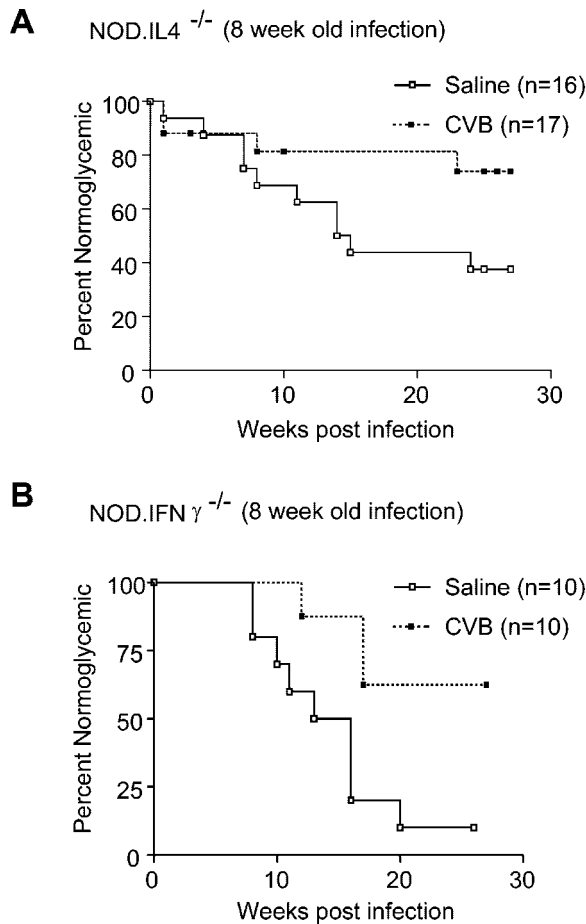 A
NOD.IL4 -/- (8 week old infection)
Saline (n=16)
CVB (n=17)
Percent Normoglycemic
100
80
60
40
20
0
0 10 20 30
Weeks post infection
B
NOD.IFN γ -/- (8 week old infection)
Saline (n=10)
CVB (n=10)
Percent Normoglycemic
100
75
50
25
0
0 10 20 30
Weeks post infection